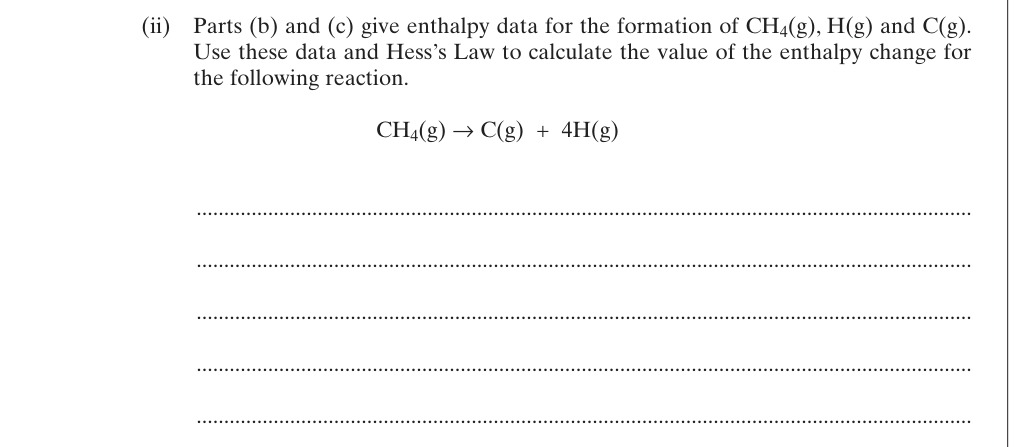 (ii) Parts (b) and (c) give enthalpy data for the formation of CH₄(g), H(g) and C(g).
Use these data and Hess’s Law to calculate the value of the enthalpy change for
the following reaction.
CH₄(g) → C(g) + 4H(g)